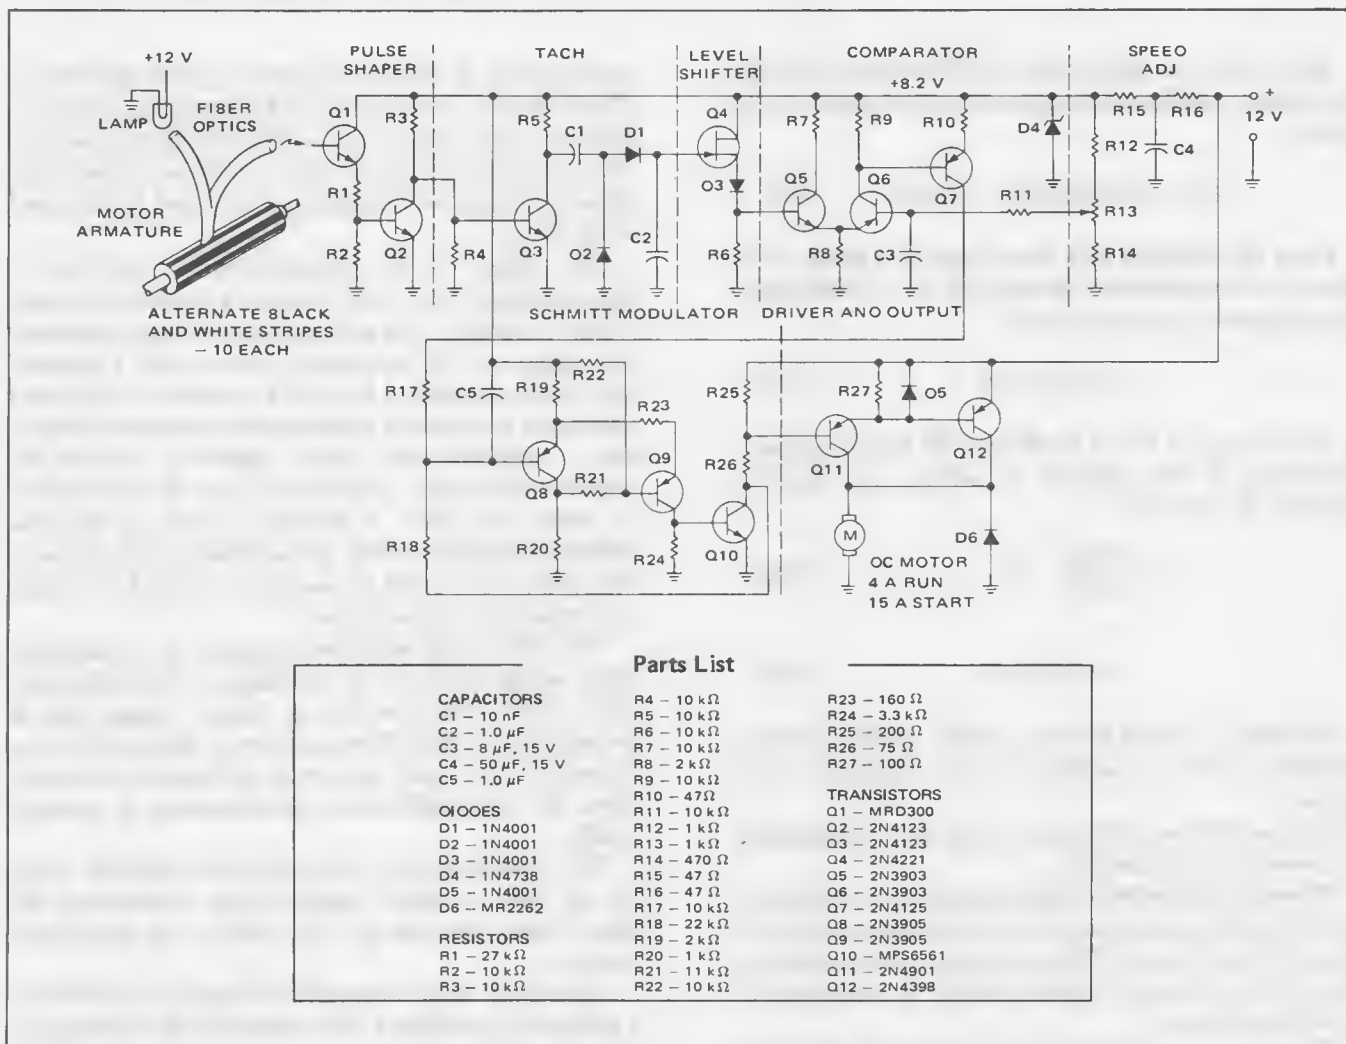 +12 V
LAMP
FI8ER
OPTICS
MOTOR
ARMATURE
ALTERNATE 8LACK
AND WHITE STRIPES
– 10 EACH
PULSE
SHAPER
Q1
R3
R1
R2
Q2
TACH
R5
C1
D1
R4
Q3
O2
C2
LEVEL
SHIFTER
Q4
O3
R6
COMPARATOR
+8.2 V
R7
R9
R10
Q5
Q6
Q7
R8
C3
R11
SPEEO
ADJ
D4
R15
R16
R12
C4
R13
R14
+
12 V
SCHMITT MODULATOR
DRIVER ANO OUTPUT
R17
C5
R19
R22
R23
Q8
R21
Q9
R18
R20
R24
Q10
R25
R26
R27
O5
Q11
Q12
M
D6
OC MOTOR
4 A RUN
15 A START
Parts List
CAPACITORS
C1 – 10 nF
C2 – 1.0 µF
C3 – 8 µF, 15 V
C4 – 50 µF, 15 V
C5 – 1.0 µF
OIOOES
D1 – 1N4001
D2 – 1N4001
D3 – 1N4001
D4 – 1N4738
D5 – 1N4001
D6 – MR2262
RESISTORS
R1 – 27 kΩ
R2 – 10 kΩ
R3 – 10 kΩ
R4 – 10 kΩ
R5 – 10 kΩ
R6 – 10 kΩ
R7 – 10 kΩ
R8 – 2 kΩ
R9 – 10 kΩ
R10 – 47Ω
R11 – 10 kΩ
R12 – 1 kΩ
R13 – 1 kΩ
R14 – 470 Ω
R15 – 47 Ω
R16 – 47 Ω
R17 – 10 kΩ
R18 – 22 kΩ
R19 – 2 kΩ
R20 – 1 kΩ
R21 – 11 kΩ
R22 – 10 kΩ
R23 – 160 Ω
R24 – 3.3 kΩ
R25 – 200 Ω
R26 – 75 Ω
R27 – 100 Ω
TRANSISTORS
Q1 – MRD300
Q2 – 2N4123
Q3 – 2N4123
Q4 – 2N4221
Q5 – 2N3903
Q6 – 2N3903
Q7 – 2N4125
Q8 – 2N3905
Q9 – 2N3905
Q10 – MPS6561
Q11 – 2N4901
Q12 – 2N4398